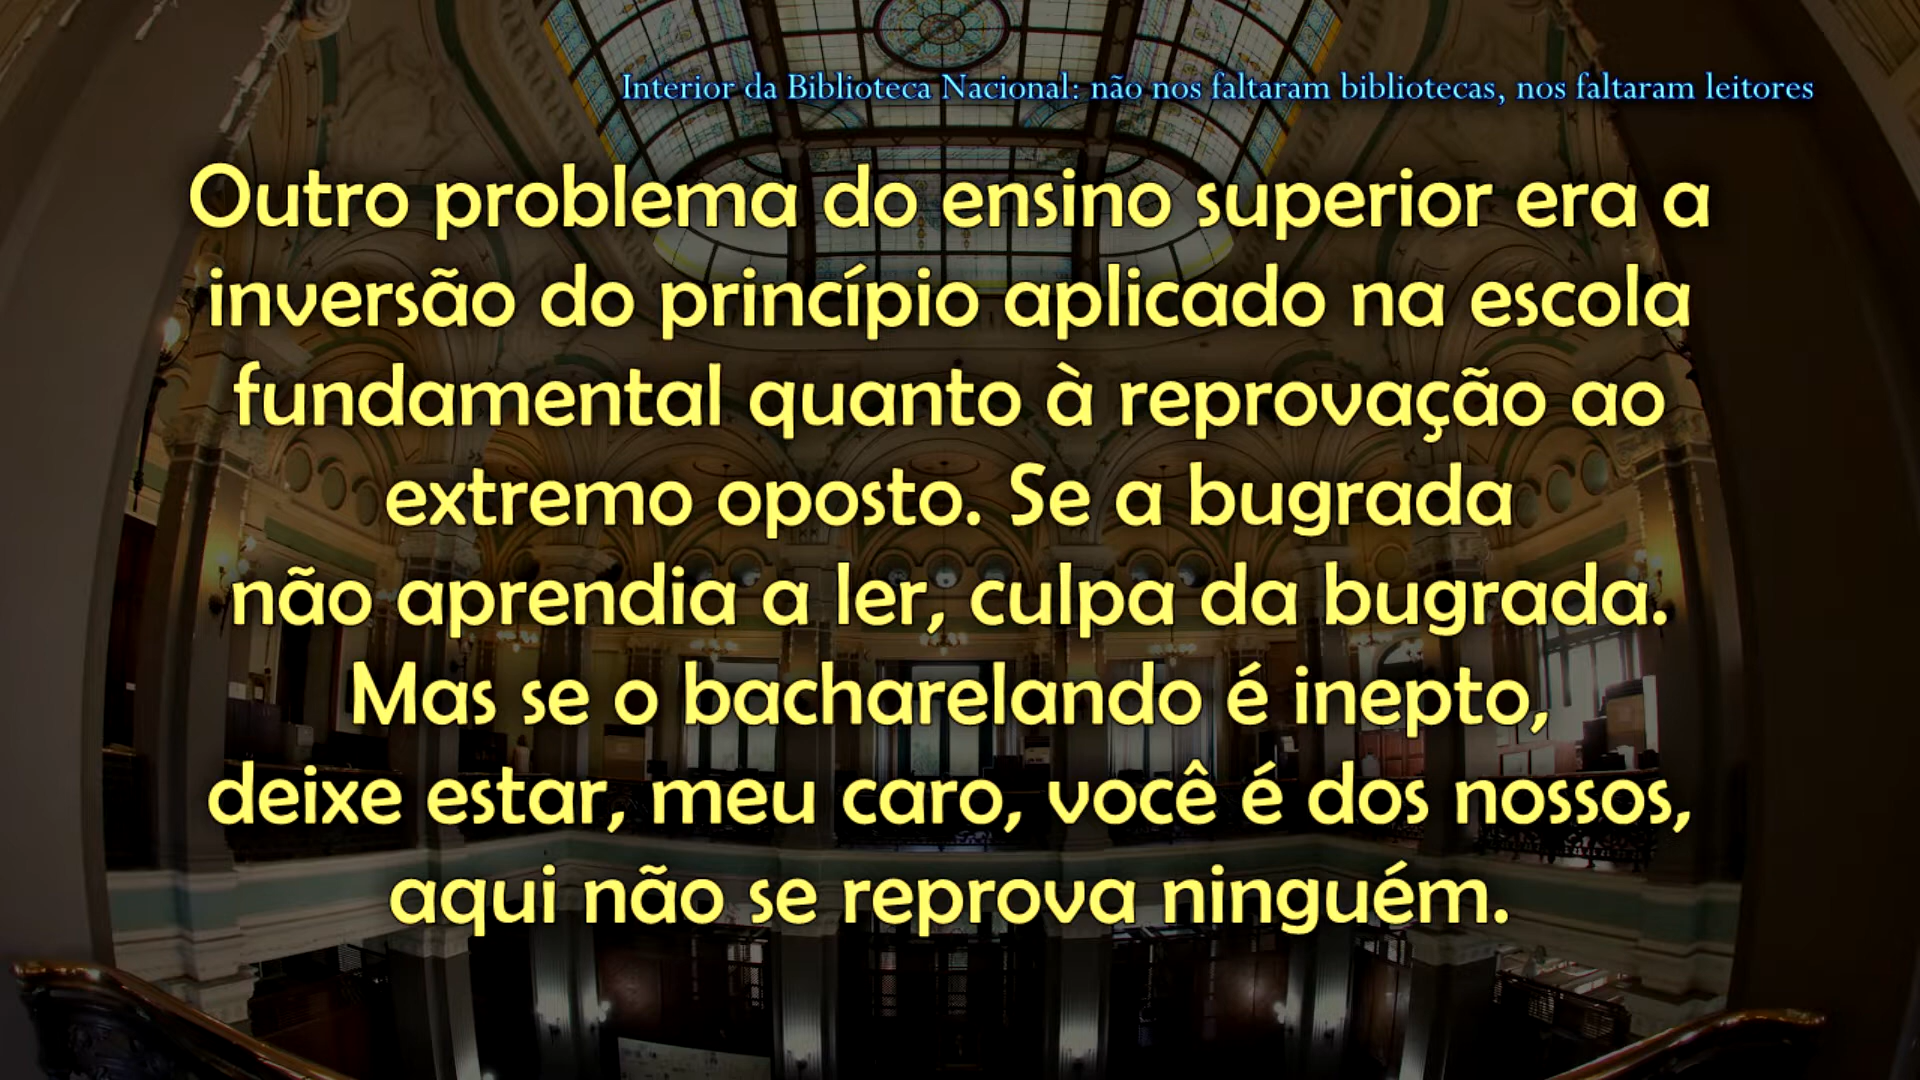 Interior da Biblioteca Nacional: não nos faltaram bibliotecas, nos faltaram leitores
Outro problema do ensino superior era a
inversão do princípio aplicado na escola
fundamental quanto à reprovação ao
extremo oposto. Se a bugrada
não aprendia a ler, culpa da bugrada.
Mas se o bacharelando é inepto,
deixe estar, meu caro, você é dos nossos,
aqui não se reprova ninguém.